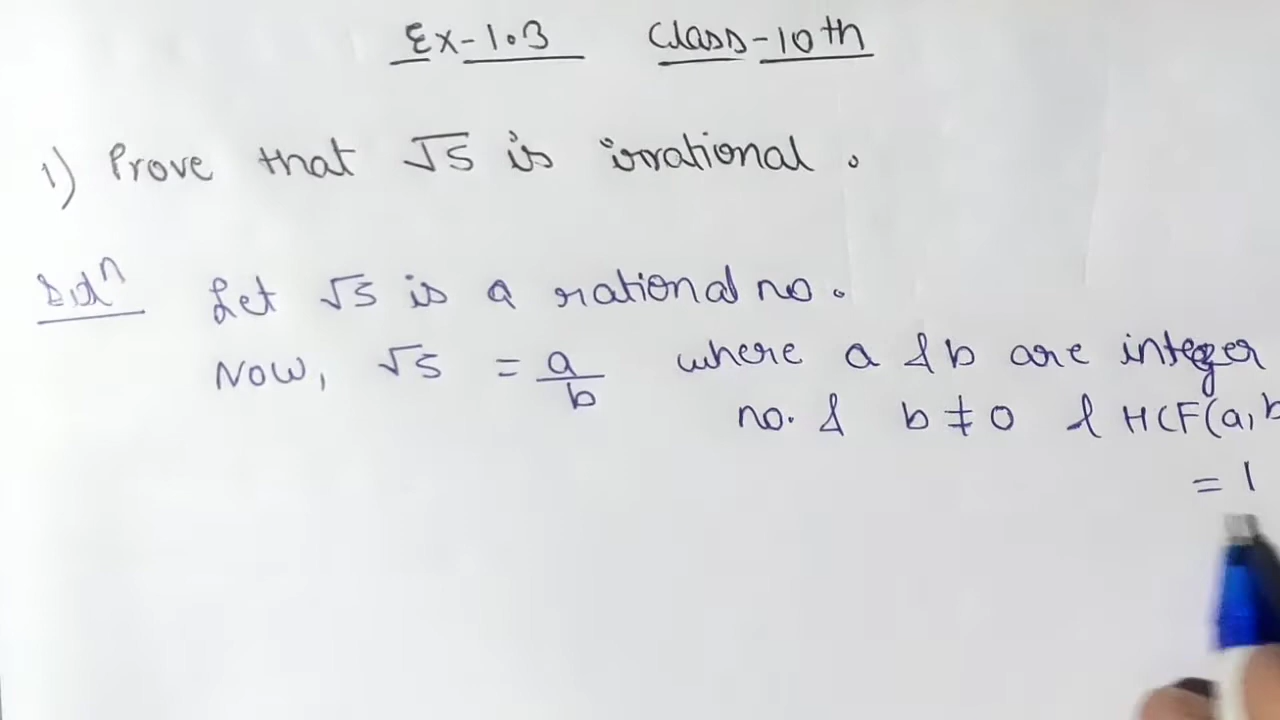 Ex-1.3 Class-10th
1) Prove that √5 is irrational.
Solⁿ Let √5 is a rational no.
Now, √5 = a/b where a & b are integer
no. & b ≠ 0 & HCF(a, b
= 1